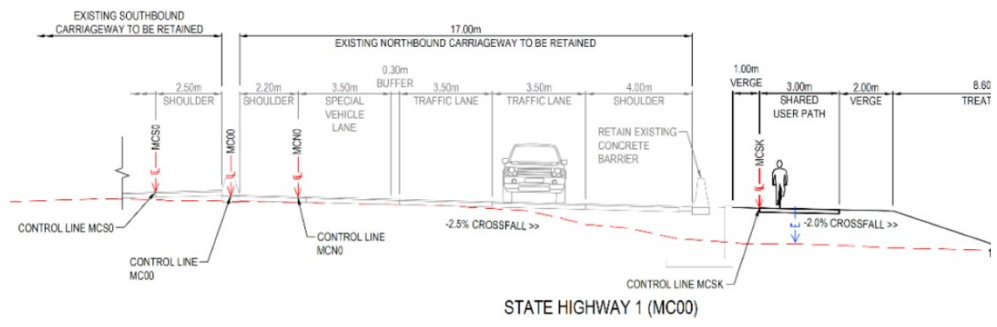 EXISTING SOUTHBOUND
CARRIAGEWAY TO BE RETAINED
17.00m
EXISTING NORTHBOUND CARRIAGEWAY TO BE RETAINED
2.50m
SHOULDER
2.20m
SHOULDER
3.50m
SPECIAL
VEHICLE
LANE
0.30m
BUFFER
3.50m
TRAFFIC LANE
3.50m
TRAFFIC LANE
4.00m
SHOULDER
1.00m
VERGE
3.00m
SHARED
USER PATH
2.00m
VERGE
8.60
TREAT
RETAIN EXISTING
CONCRETE
BARRIER
MCS0
MC00
MCN0
MCSK
CONTROL LINE MCS0
CONTROL LINE
MC00
CONTROL LINE
MCN0
-2.5% CROSSFALL >>
-2.0% CROSSFALL >>
CONTROL LINE MCSK
STATE HIGHWAY 1 (MC00)